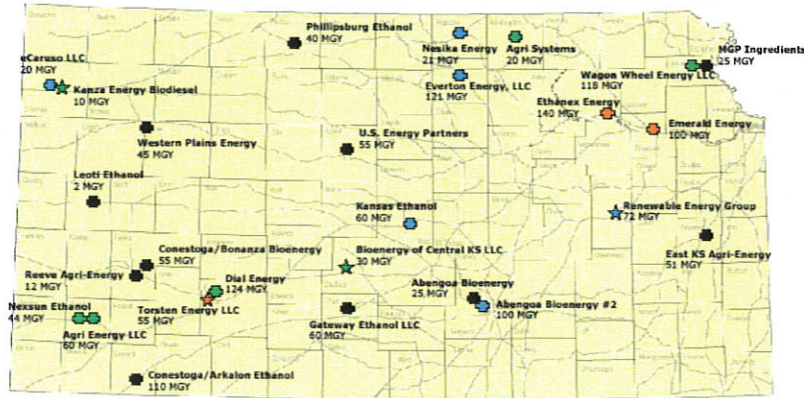 Phillipsburg Ethanol
40 MGY
Nesika Energy
21 MGY
Agri Systems
20 MGY
MGP Ingredients
25 MGY
eCaruso LLC
20 MGY
Kanza Energy Biodiesel
10 MGY
Everton Energy, LLC
121 MGY
Wagon Wheel Energy LLC
118 MGY
Ethanex Energy
140 MGY
Emerald Energy
100 MGY
Western Plains Energy
45 MGY
U.S. Energy Partners
55 MGY
Leoti Ethanol
2 MGY
Kansas Ethanol
60 MGY
Renewable Energy Group
72 MGY
East KS Agri-Energy
51 MGY
Conestoga/Bonanza Bioenergy
55 MGY
Bioenergy of Central KS LLC
30 MGY
Reeve Agri-Energy
12 MGY
Dial Energy
124 MGY
Abengoa Bioenergy
25 MGY
Abengoa Bioenergy #2
100 MGY
Nexsun Ethanol
44 MGY
Torsten Energy LLC
55 MGY
Agri Energy LLC
60 MGY
Gateway Ethanol LLC
60 MGY
Conestoga/Arkalon Ethanol
110 MGY